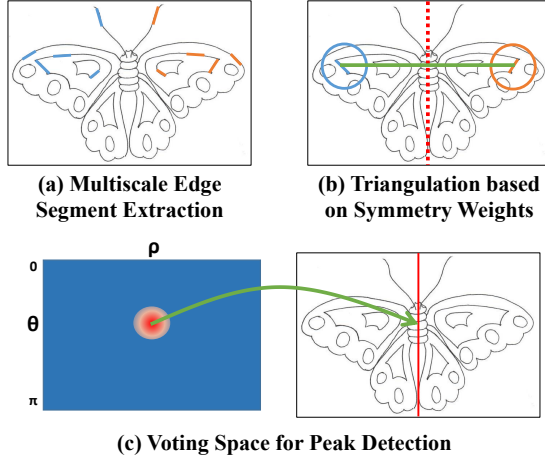 (a) Multiscale Edge
Segment Extraction
(b) Triangulation based
on Symmetry Weights
ρ
0
θ
π
(c) Voting Space for Peak Detection